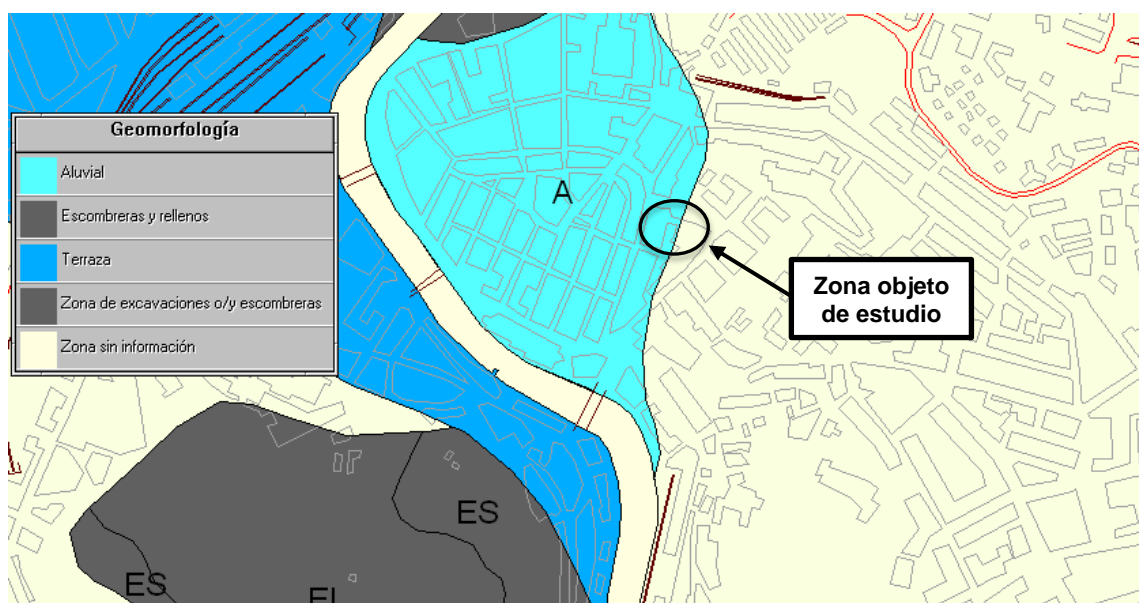 Geomorfología
Aluvial
Escombreras y rellenos
Terraza
Zona de excavaciones o/y escombreras
Zona sin información
A
Zona objeto
de estudio
ES
ES